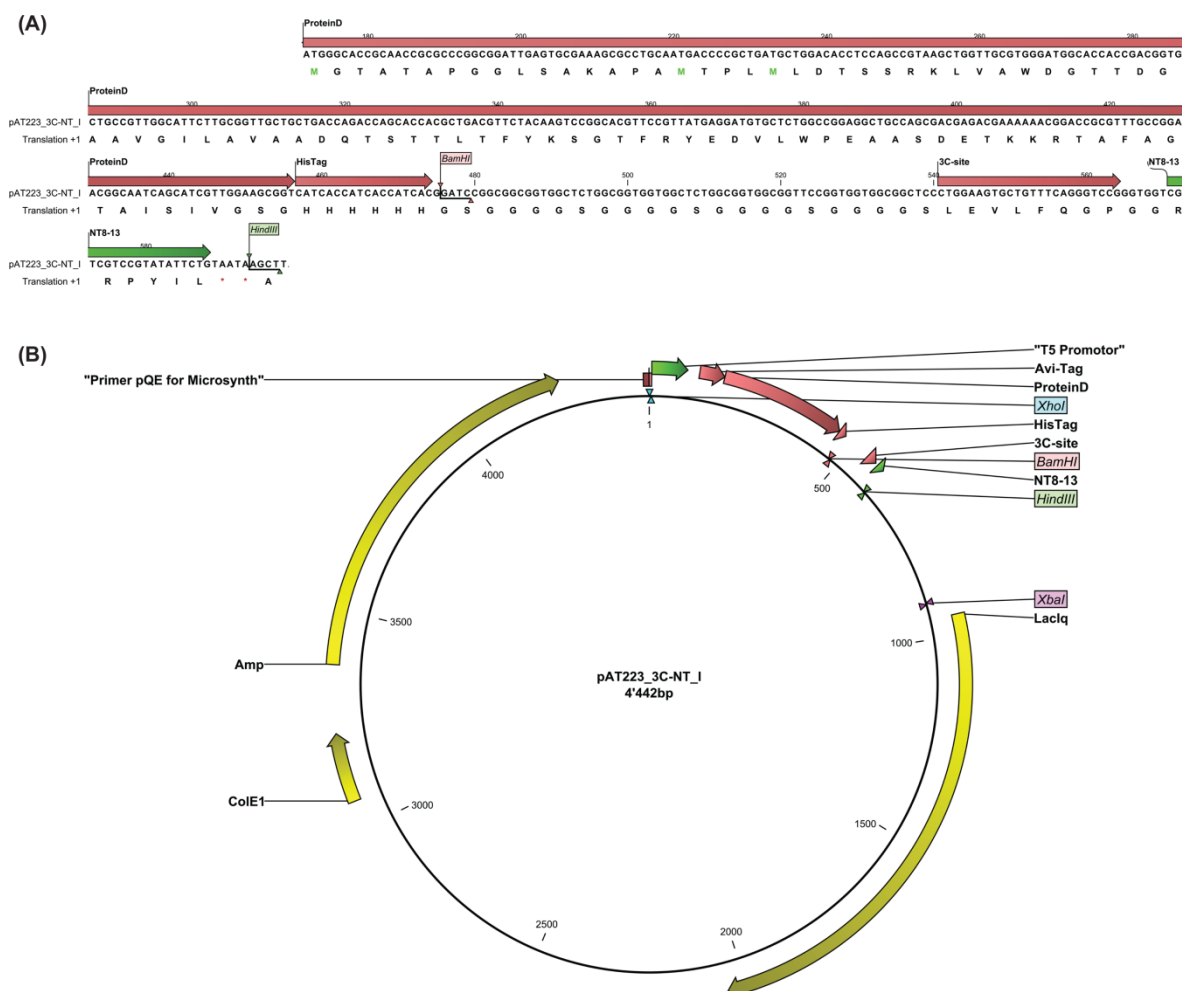 (A)
ProteinD
180 200 220 240 260 280
ATGGGCACCGCAACCGCGCCCGGCGGATTGAGTGCGAAAGCGCCTGCAATGACCCCGCTGATGCTGGACACCTCCAGCCGTAAGCTGGTTGCGTGGGATGGCACCACCGACGGTG
M G T A T A P G G L S A K A P A M T P L M L D T S S R K L V A W D G T T D G
ProteinD
300 320 340 360 380 400 420
pAT223_3C-NT_I CTGCCGTTGGCATTCTTGCGGTTGCTGCTGACCAGACCAGCACCACGCTGACGTTCTACAAGTCCGGCACGTTCCGTTATGAGGATGTGCTCTGGCCGGAGGCTGCCAGCGACGAGACGAAAAAACGGACCGCGTTTGCCGGA
Translation +1 A A V G I L A V A A D Q T S T T L T F Y K S G T F R Y E D V L W P E A A S D E T K K R T A F A G
ProteinD HisTag BamHI 3C-site NT8-13
440 460 480 500 520 540 560
pAT223_3C-NT_I ACGGCAATCAGCATCGTTGGAAGCGGTCATCACCATCACCATCACGGATCCGGCGGCGGTGGCTCTGGCGGTGGTGGCTCTGGCGGTGGCGGTTCCGGTGGTGGCGGCTCCCTGGAAGTGCTGTTTCAGGGTCCGGGTGGTCG
Translation +1 T A I S I V G S G H H H H H H G S G G G G S G G G G S G G G G S G G G G S L E V L F Q G P G G R
NT8-13 HindIII
580
pAT223_3C-NT_I TCGTCCGTATATTCTGTAATAAGCTT
Translation +1 R P Y I L * * A
(B)
"T5 Promotor"
Avi-Tag
"Primer pQE for Microsynth"
ProteinD
XhoI
1
HisTag
3C-site
BamHI
4000
500
NT8-13
HindIII
XbaI
LacIq
3500
1000
Amp
pAT223_3C-NT_I
4'442bp
ColE1
3000
1500
2500
2000